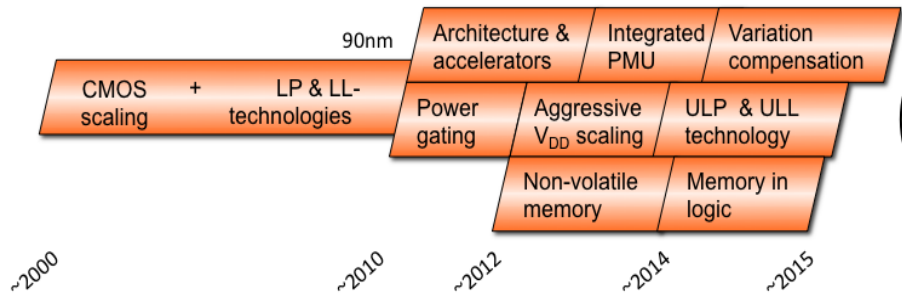 90nm
Architecture &
accelerators
Integrated
PMU
Variation
compensation
CMOS
scaling
+
LP & LL-
technologies
Power
gating
Aggressive
V_DD scaling
ULP & ULL
technology
Non-volatile
memory
Memory in
logic
~2000
~2010
~2012
~2014
~2015